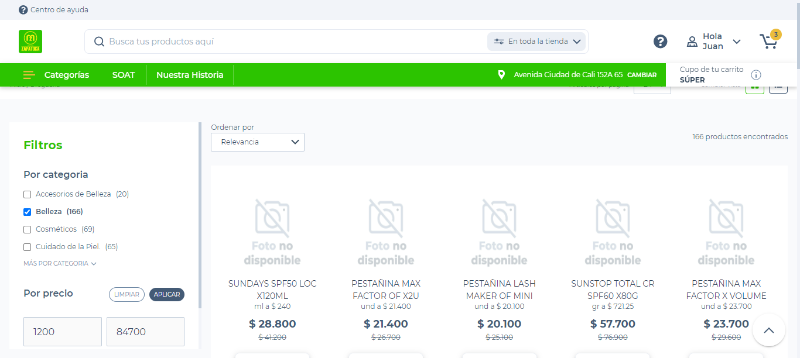 Centro de ayuda
Busca tus productos aquí
En toda la tienda
?
Hola
Juan
3
Categorías
SOAT
Nuestra Historia
Avenida Ciudad de Cali 152A 65 CAMBIAR
Cupo de tu carrito
SÚPER
Filtros
Por categoria
Accesorios de Belleza (20)
Belleza (166)
Cosméticos (69)
Cuidado de la Piel (65)
MÁS POR CATEGORIA
Por precio
LIMPIAR
APLICAR
1200
84700
Ordenar por
Relevancia
166 productos encontrados
Foto no disponible
SUNDAYS SPF50 LOC
X120ML
ml a $ 240
$ 28.800
$ 41.200
Foto no disponible
PESTAÑINA MAX
FACTOR OF X2U
und a $ 21.400
$ 21.400
$ 26.700
Foto no disponible
PESTAÑINA LASH
MAKER OF MINI
und a $ 20.100
$ 20.100
$ 25.100
Foto no disponible
SUNSTOP TOTAL CR
SPF60 X80G
gr a $ 721,25
$ 57.700
$ 76.900
Foto no disponible
PESTAÑINA MAX
FACTOR X VOLUME
und a $ 23.700
$ 23.700
$ 29.600